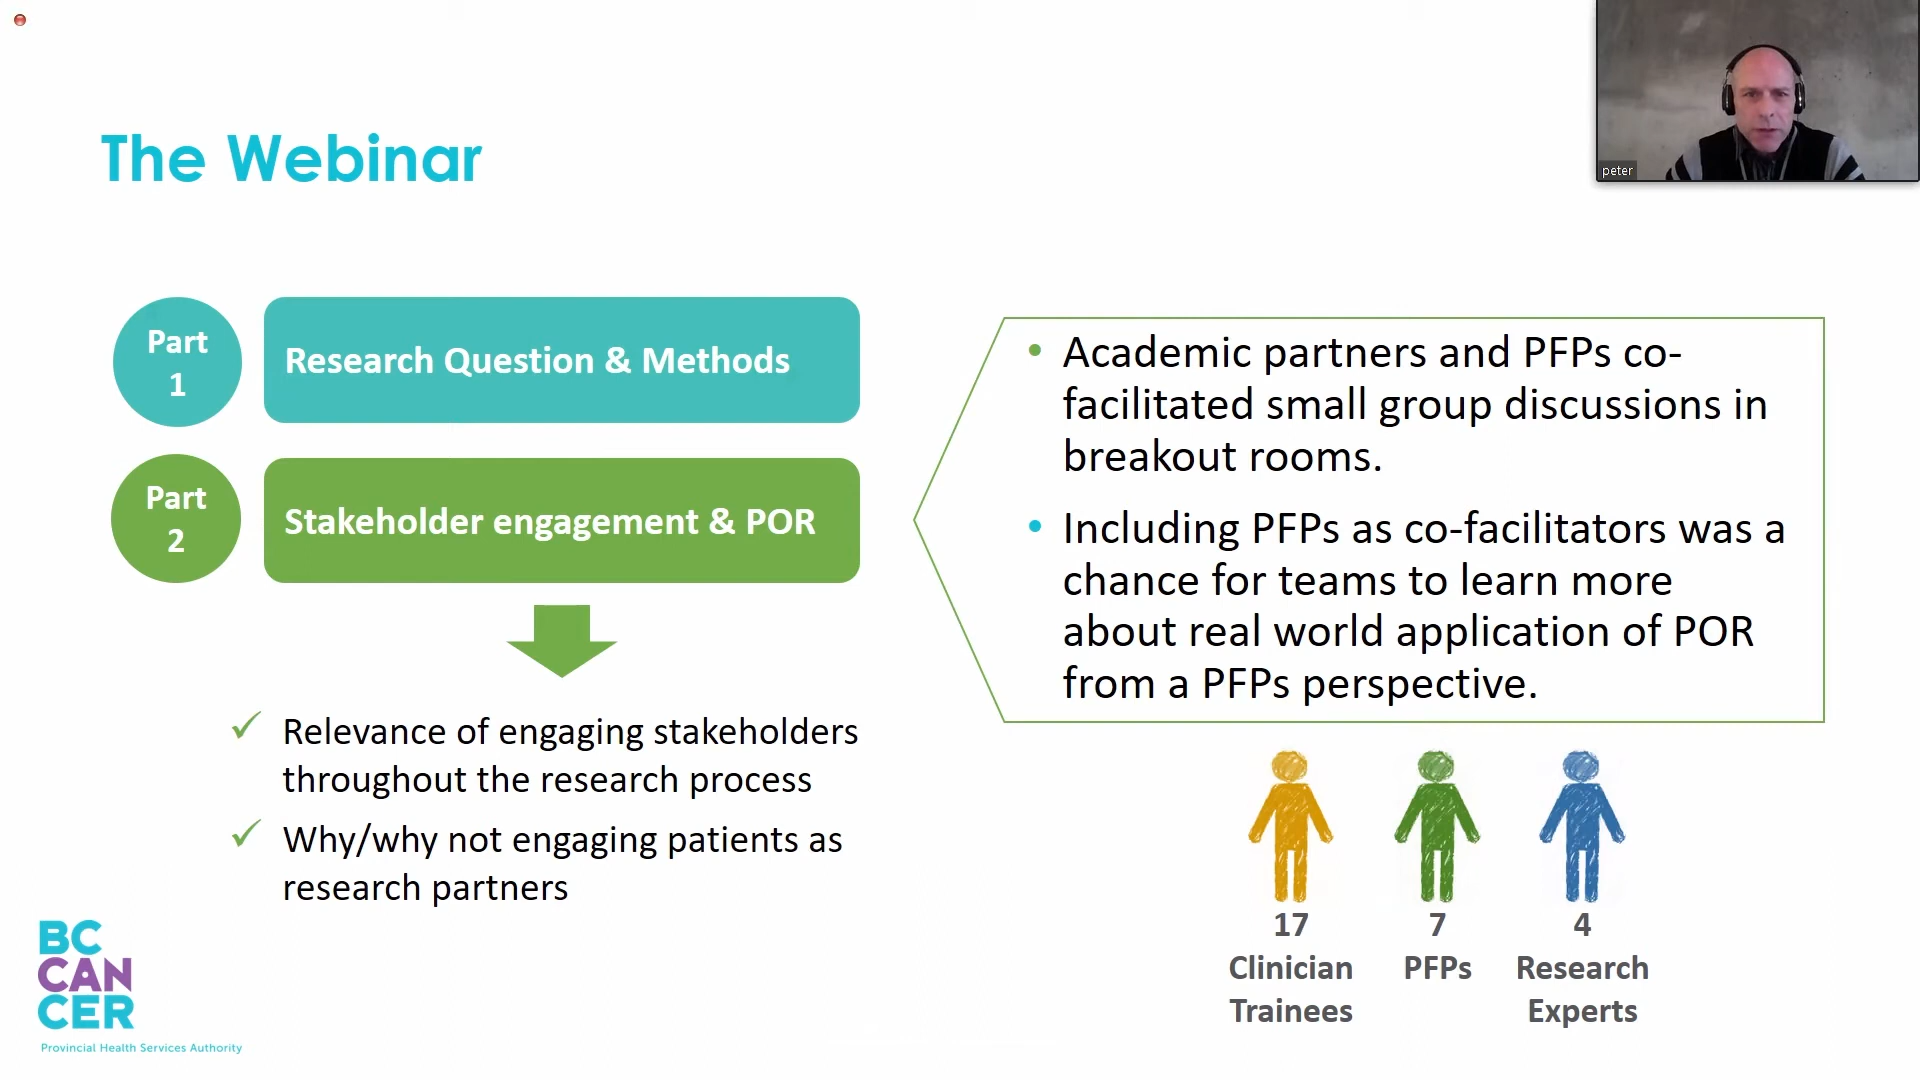 The Webinar
peter
Part
1
Research Question & Methods
Part
2
Stakeholder engagement & POR
Relevance of engaging stakeholders
throughout the research process
Why/why not engaging patients as
research partners
• Academic partners and PFPs co-
facilitated small group discussions in
breakout rooms.
• Including PFPs as co-facilitators was a
chance for teams to learn more
about real world application of POR
from a PFPs perspective.
17
Clinician
Trainees
7
PFPs
4
Research
Experts
BC
CAN
CER
Provincial Health Services Authority